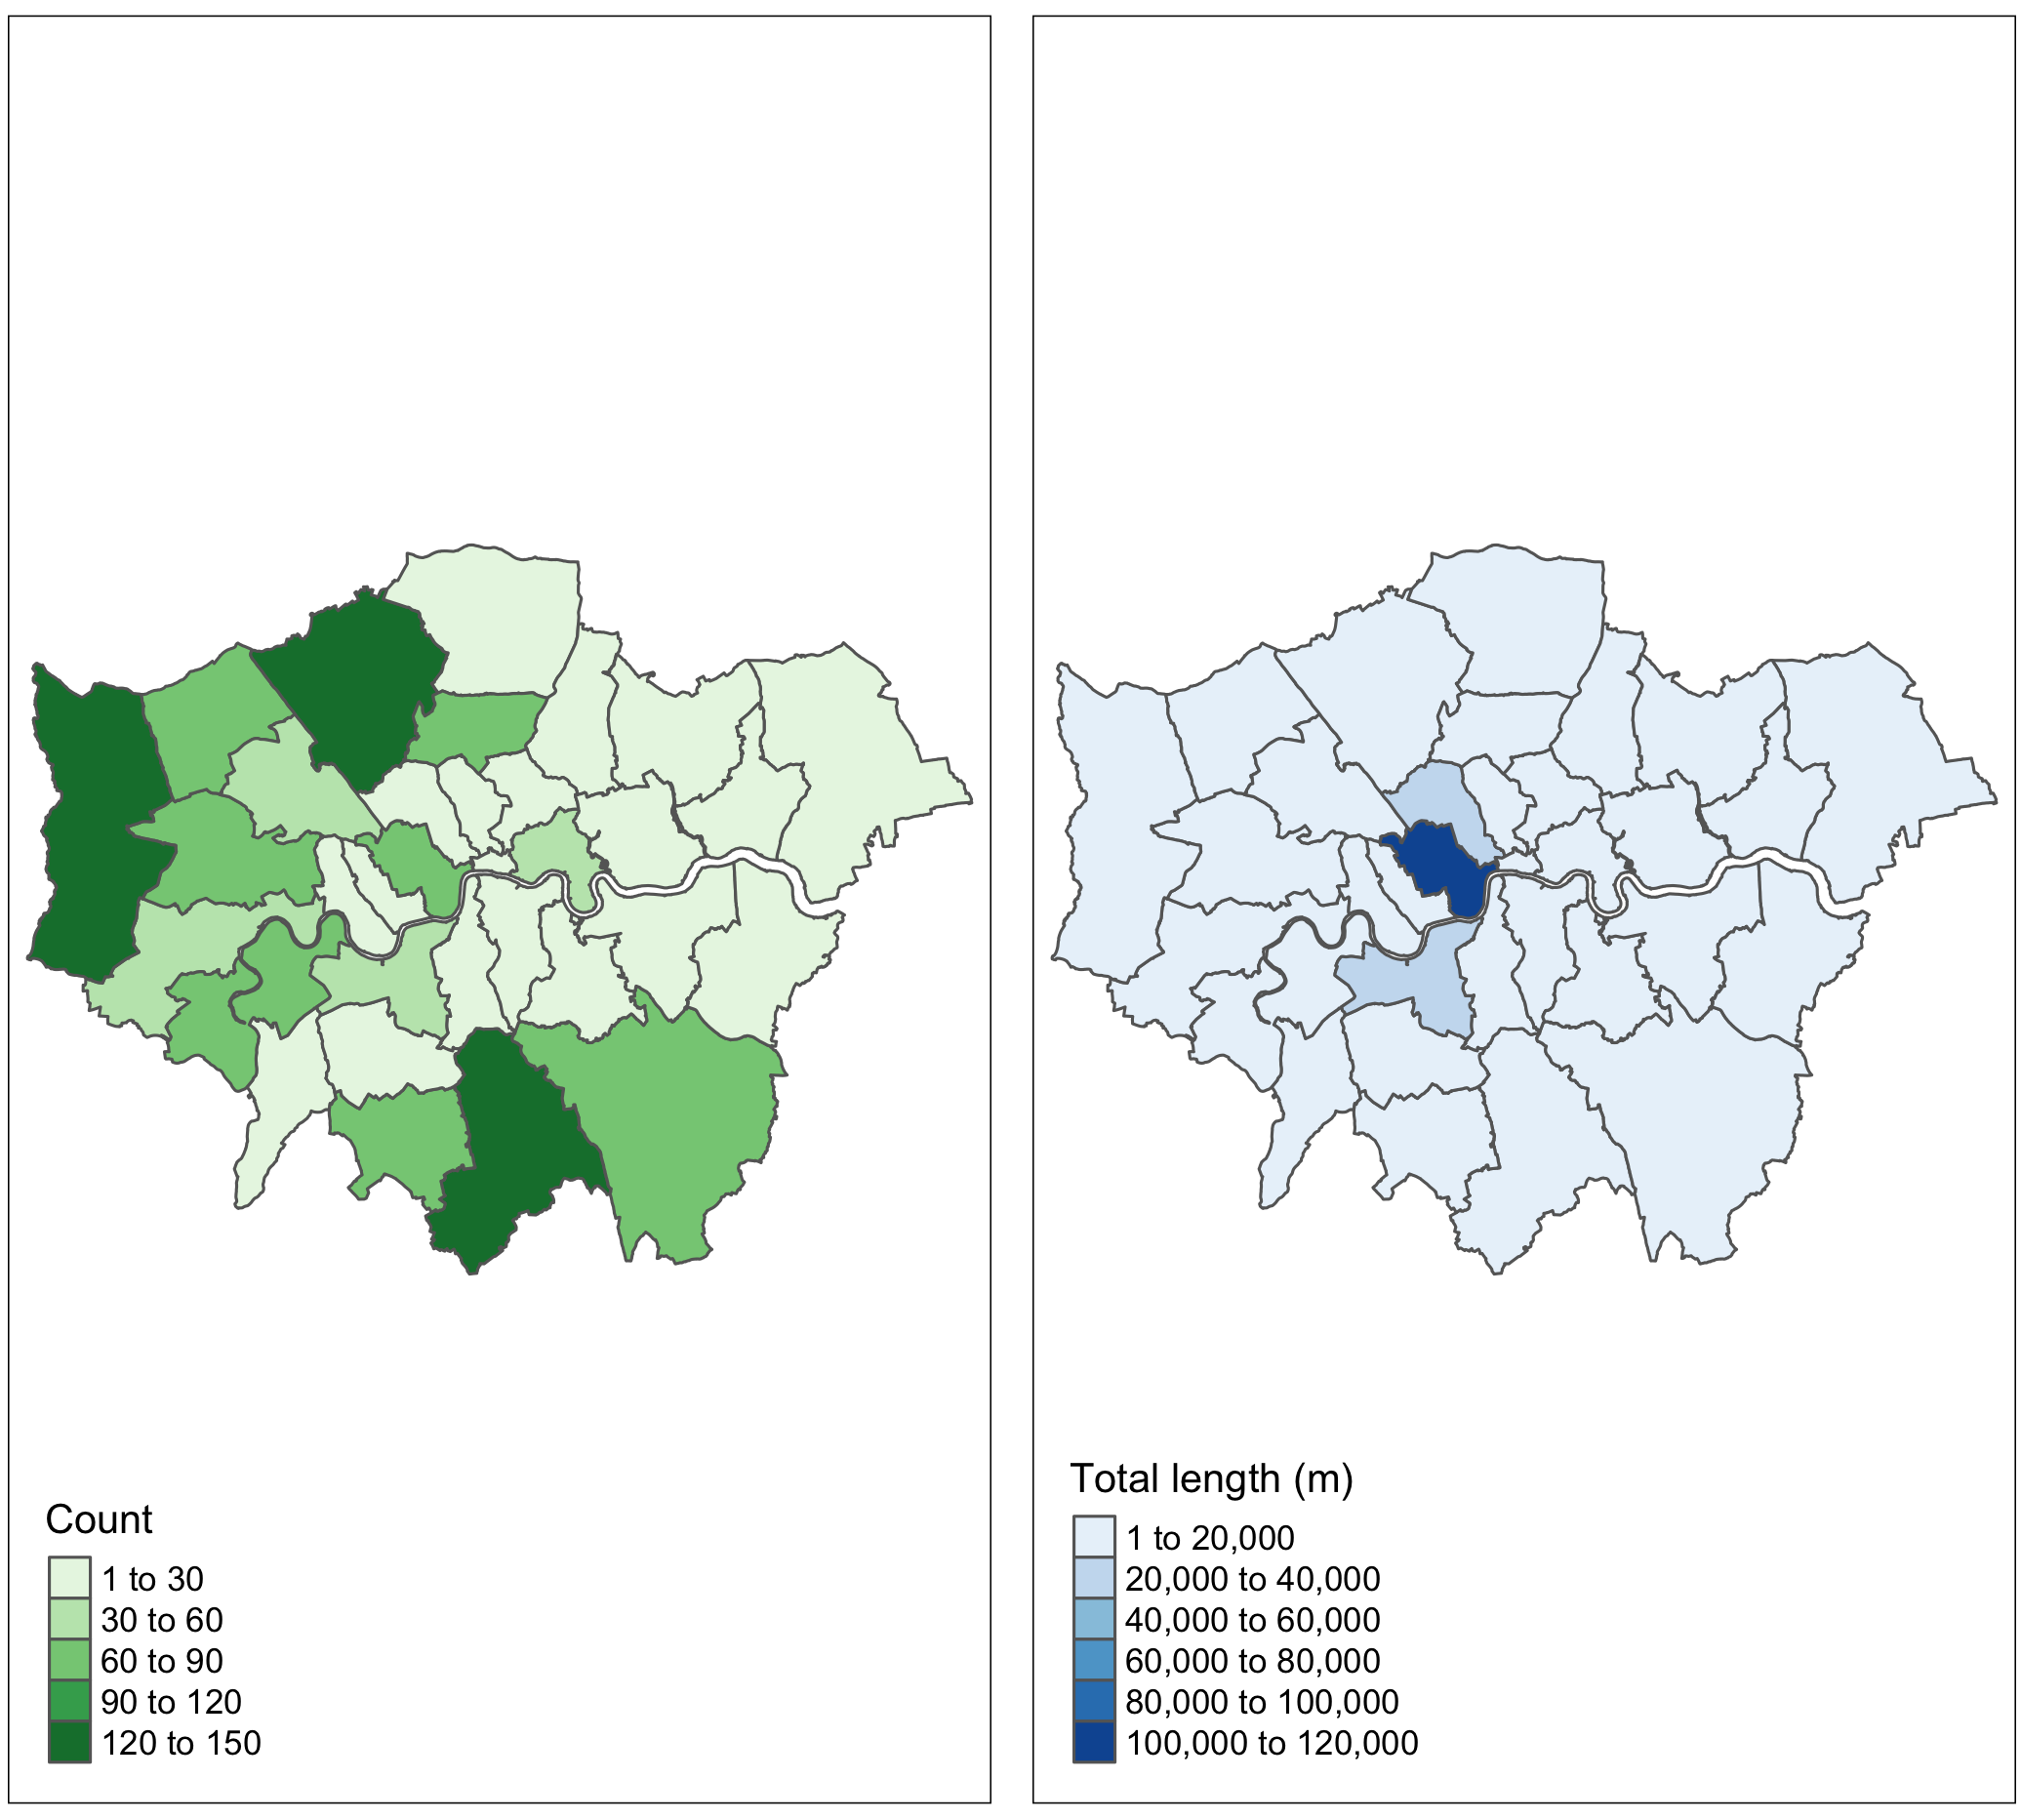 Count
1 to 30
30 to 60
60 to 90
90 to 120
120 to 150
Total length (m)
1 to 20,000
20,000 to 40,000
40,000 to 60,000
60,000 to 80,000
80,000 to 100,000
100,000 to 120,000